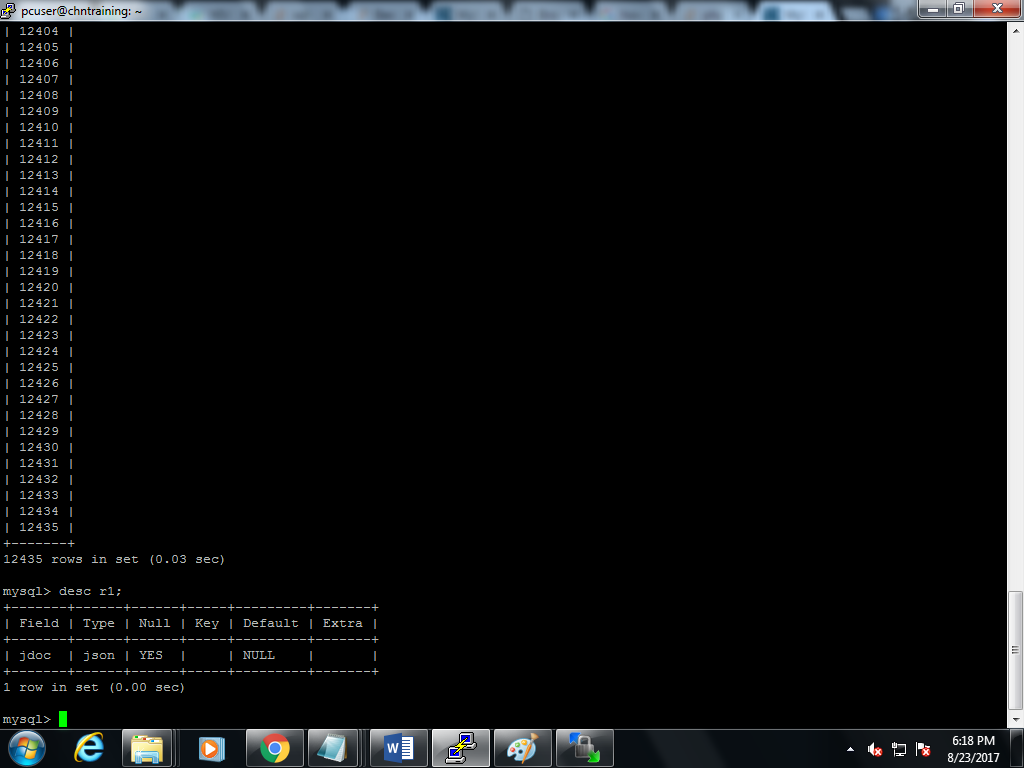 pcuser@chntraining: ~
| 12404 |
| 12405 |
| 12406 |
| 12407 |
| 12408 |
| 12409 |
| 12410 |
| 12411 |
| 12412 |
| 12413 |
| 12414 |
| 12415 |
| 12416 |
| 12417 |
| 12418 |
| 12419 |
| 12420 |
| 12421 |
| 12422 |
| 12423 |
| 12424 |
| 12425 |
| 12426 |
| 12427 |
| 12428 |
| 12429 |
| 12430 |
| 12431 |
| 12432 |
| 12433 |
| 12434 |
| 12435 |
+-------+
12435 rows in set (0.03 sec)
mysql> desc r1;
+-------+------+------+-----+---------+-------+
| Field | Type | Null | Key | Default | Extra |
+-------+------+------+-----+---------+-------+
| jdoc  | json | YES  |     | NULL    |       |
+-------+------+------+-----+---------+-------+
1 row in set (0.00 sec)
mysql>
6:18 PM
8/23/2017